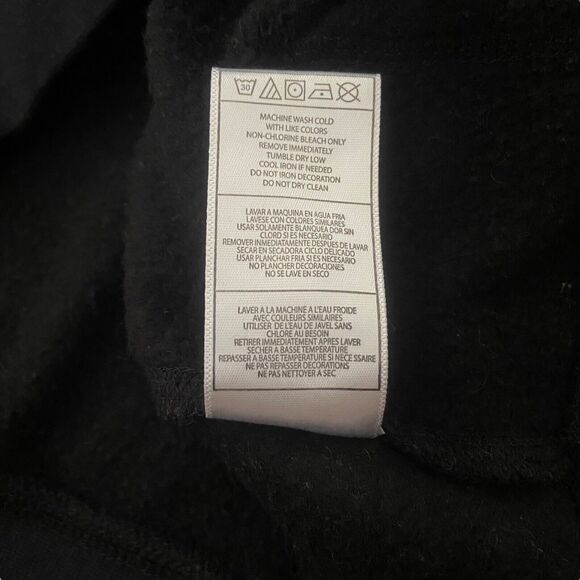 30
MACHINE WASH COLD
WITH LIKE COLORS
NON-CHLORINE BLEACH ONLY
REMOVE IMMEDIATELY
TUMBLE DRY LOW
COOL IRON IF NEEDED
DO NOT IRON DECORATION
DO NOT DRY CLEAN
LAVAR A MAQUINA EN AGUA FRIA
LAVESE CON COLORES SIMILARES
USAR SOLAMENTE BLANQUEA DOR SIN
CLORD SI ES NECESARIO
REMOVER INMEDIATAMENTE DESPUES DE LAVAR
SECAR EN SECADORA CICLO DELICADO
USAR PLANCHAR FRIA SI ES NECESARIO
NO PLANCHER DECORACIONES
NO SE LAVE EN SECO
LAVER A LA MACHINE À L'EAU FROIDE
AVEC COULEURS SIMILAIRES
UTILISER DE L'EAU DE JAVEL SANS
CHLORE AU BESOIN
RETIRER IMMEDIATEMENT APRES LAVER
SECHER A BASSE TEMPERATURE
REPASSER A BASSE TEMPERATURE SI NECE SSAIRE
NE PAS REPASSER DECORATIONS
NE PAS NETTOYER A SEC